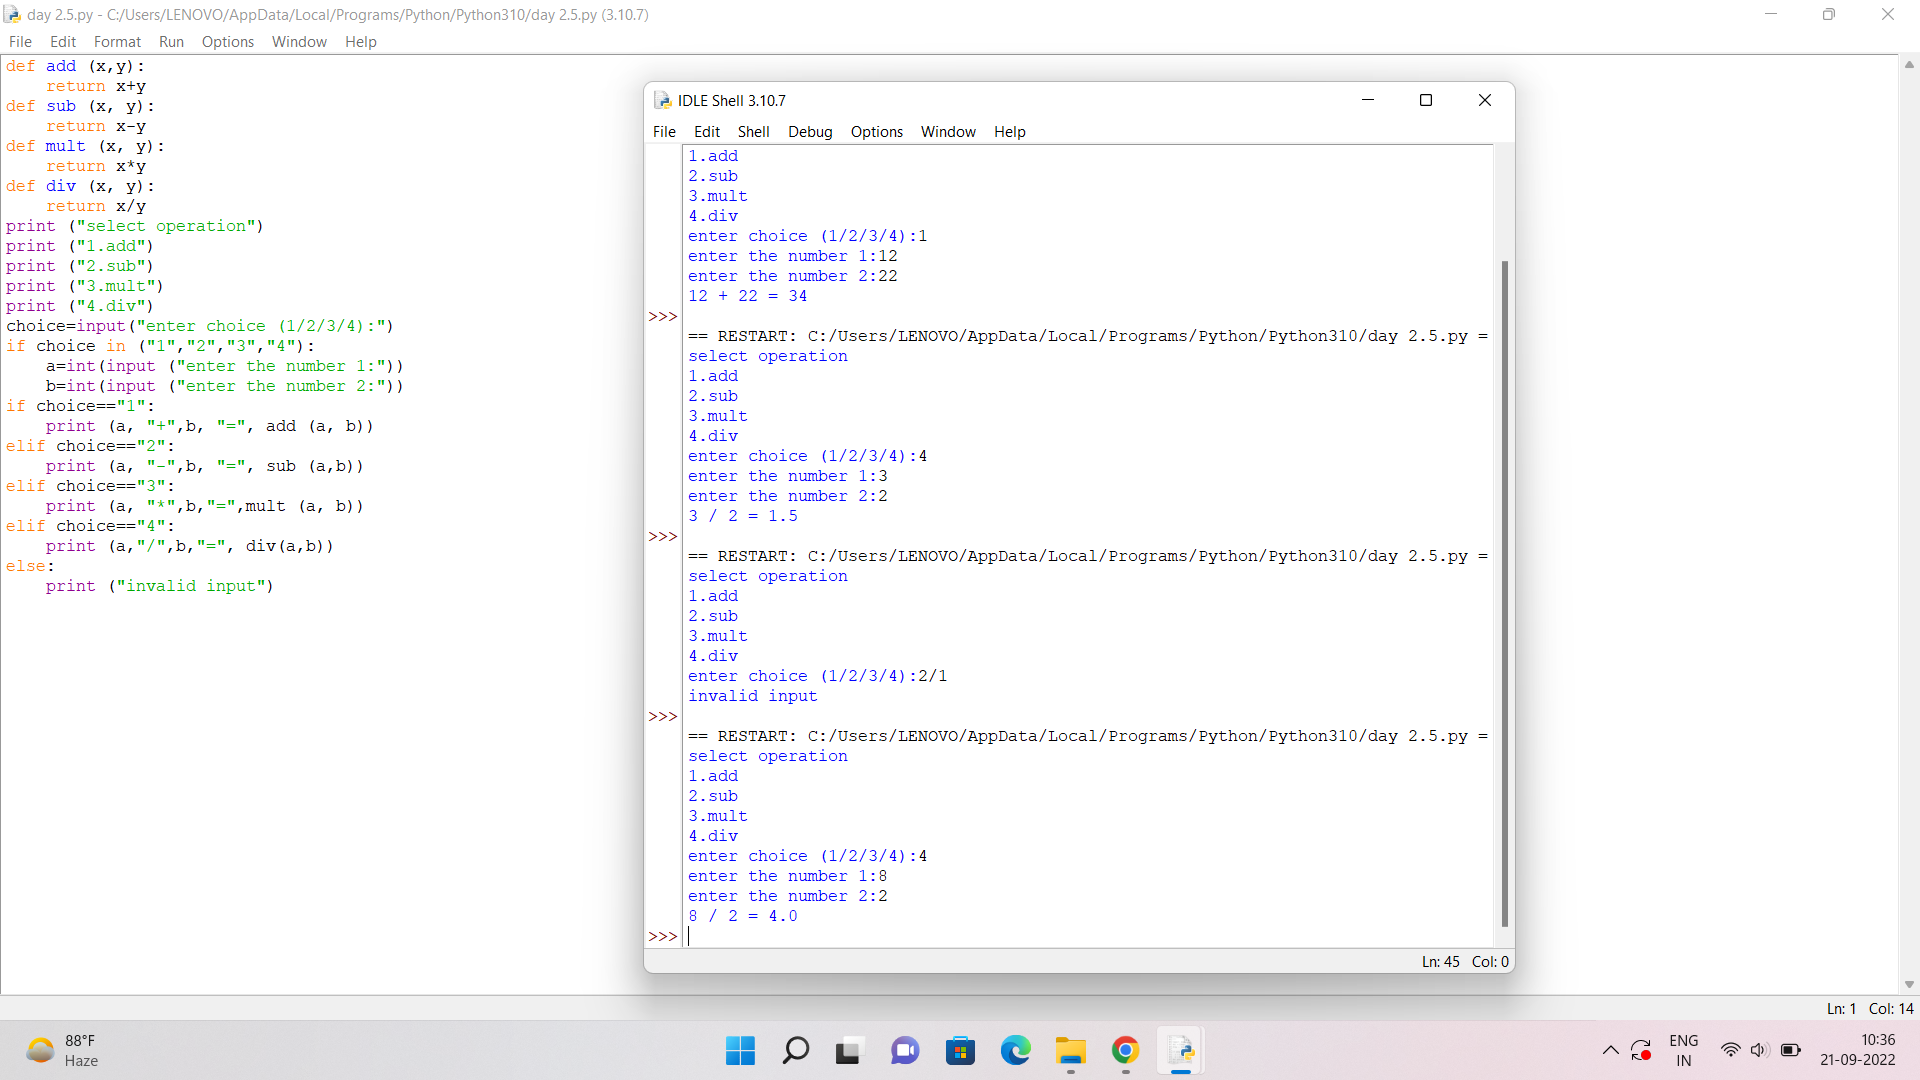 day 2.5.py - C:/Users/LENOVO/AppData/Local/Programs/Python/Python310/day 2.5.py (3.10.7)
File Edit Format Run Options Window Help
def add (x,y):
    return x+y
def sub (x, y):
    return x-y
def mult (x, y):
    return x*y
def div (x, y):
    return x/y
print ("select operation")
print ("1.add")
print ("2.sub")
print ("3.mult")
print ("4.div")
choice=input("enter choice (1/2/3/4):")
if choice in ("1","2","3","4"):
    a=int(input ("enter the number 1:"))
    b=int(input ("enter the number 2:"))
if choice=="1":
    print (a, "+",b, "=", add (a, b))
elif choice=="2":
    print (a, "-",b, "=", sub (a,b))
elif choice=="3":
    print (a, "*",b,"=",mult (a, b))
elif choice=="4":
    print (a,"/",b,"=", div(a,b))
else:
    print ("invalid input")
IDLE Shell 3.10.7
File Edit Shell Debug Options Window Help
1.add
2.sub
3.mult
4.div
enter choice (1/2/3/4):1
enter the number 1:12
enter the number 2:22
12 + 22 = 34
>>>
== RESTART: C:/Users/LENOVO/AppData/Local/Programs/Python/Python310/day 2.5.py =
select operation
1.add
2.sub
3.mult
4.div
enter choice (1/2/3/4):4
enter the number 1:3
enter the number 2:2
3 / 2 = 1.5
>>>
== RESTART: C:/Users/LENOVO/AppData/Local/Programs/Python/Python310/day 2.5.py =
select operation
1.add
2.sub
3.mult
4.div
enter choice (1/2/3/4):2/1
invalid input
>>>
== RESTART: C:/Users/LENOVO/AppData/Local/Programs/Python/Python310/day 2.5.py =
select operation
1.add
2.sub
3.mult
4.div
enter choice (1/2/3/4):4
enter the number 1:8
enter the number 2:2
8 / 2 = 4.0
>>>
Ln: 45 Col: 0
Ln: 1 Col: 14
88°F
Haze
ENG
IN
10:36
21-09-2022